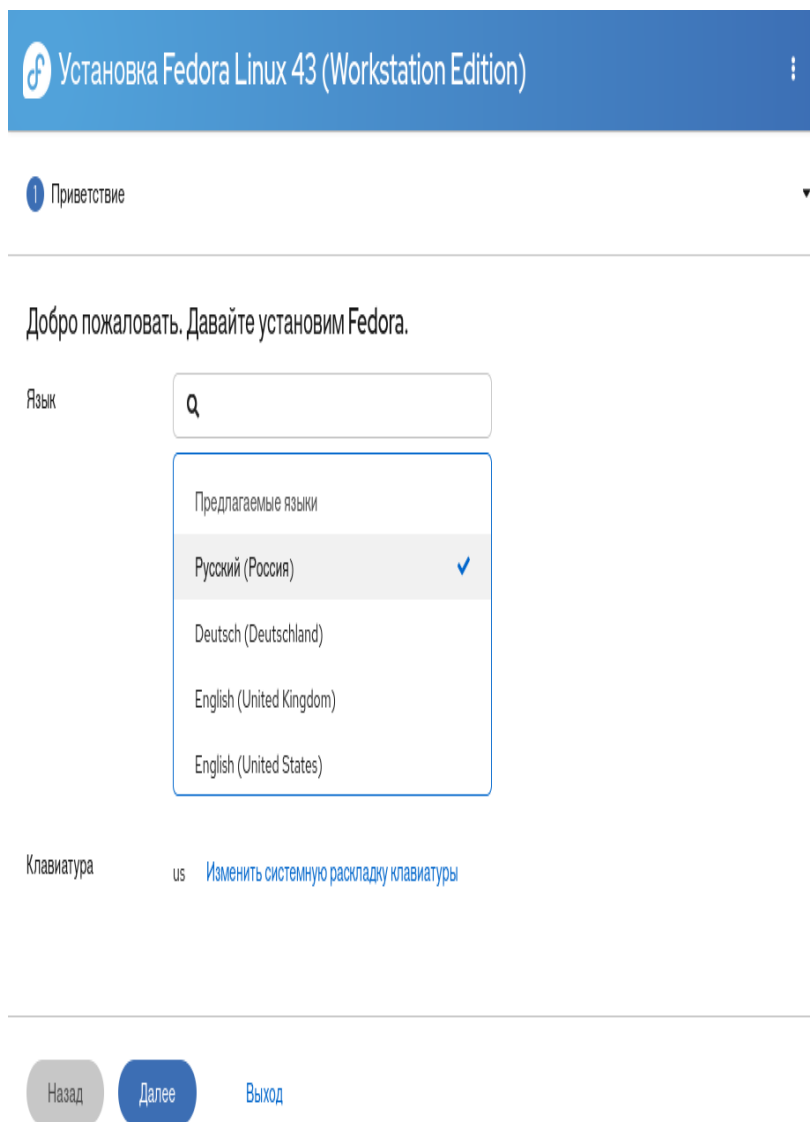 Установка Fedora Linux 43 (Workstation Edition)
1 Приветствие
Добро пожаловать. Давайте установим Fedora.
Язык
Предлагаемые языки
Русский (Россия)
Deutsch (Deutschland)
English (United Kingdom)
English (United States)
Клавиатура us Изменить системную раскладку клавиатуры
Назад Далее Выход